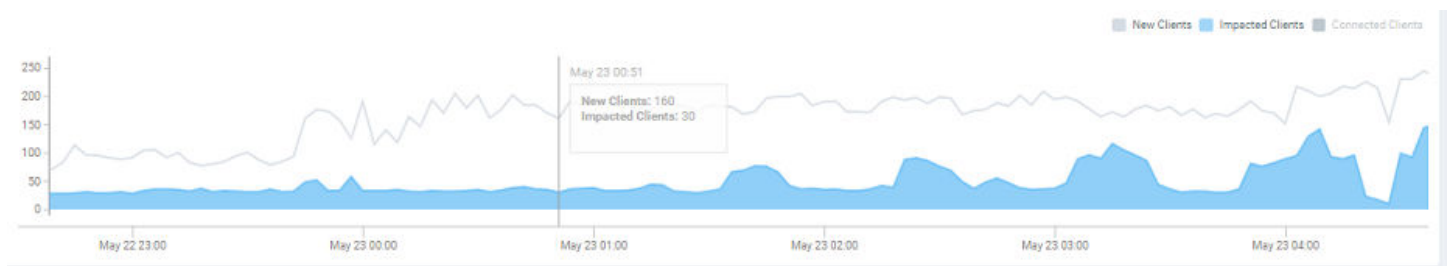 New Clients Impacted Clients Connected Clients
250
200
150
100
50
0
May 23 00:51
New Clients: 160
Impacted Clients: 30
May 22 23:00 May 23 00:00 May 23 01:00 May 23 02:00 May 23 03:00 May 23 04:00